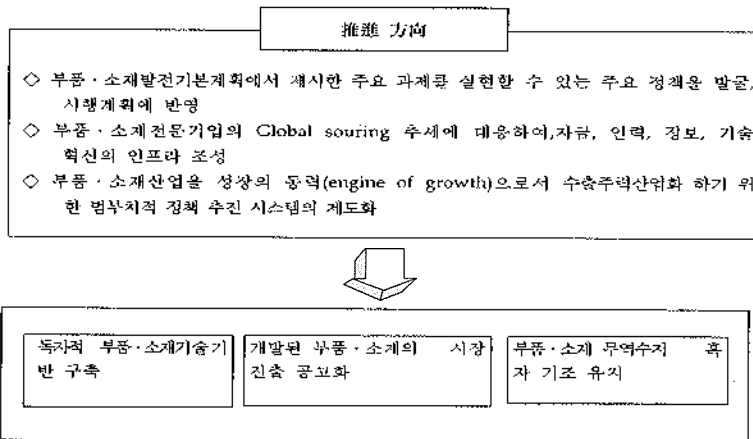 推進 方向
◇ 부품·소재발전기본계획에서 제시한 주요 과제를 실현할 수 있는 주요 정책을 발굴,
시행계획에 반영
◇ 부품·소재전문기업의 Global souring 추세에 대응하여,자금, 인력, 정보, 기술
혁신의 인프라 조성
◇ 부품·소재산업을 성장의 동력(engine of growth)으로서 수출주력산업화 하기 위
한 범부처적 정책 추진 시스템의 제도화
독자적 부품·소재기술기
반 구축
개발된 부품·소재의 시장
진출 공고화
부품·소재 무역수지 흑
자 기조 유지